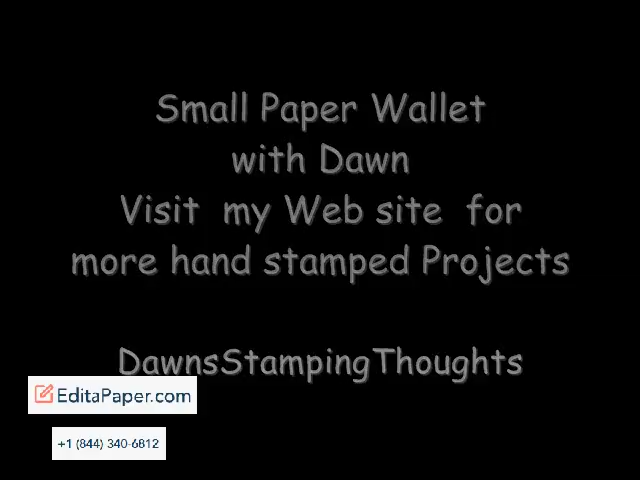 Small Paper Wallet
with Dawn
Visit my Web site for
more hand stamped Projects
DawnsStampingThoughts
EditaPaper.com
+1 (844) 340-6812